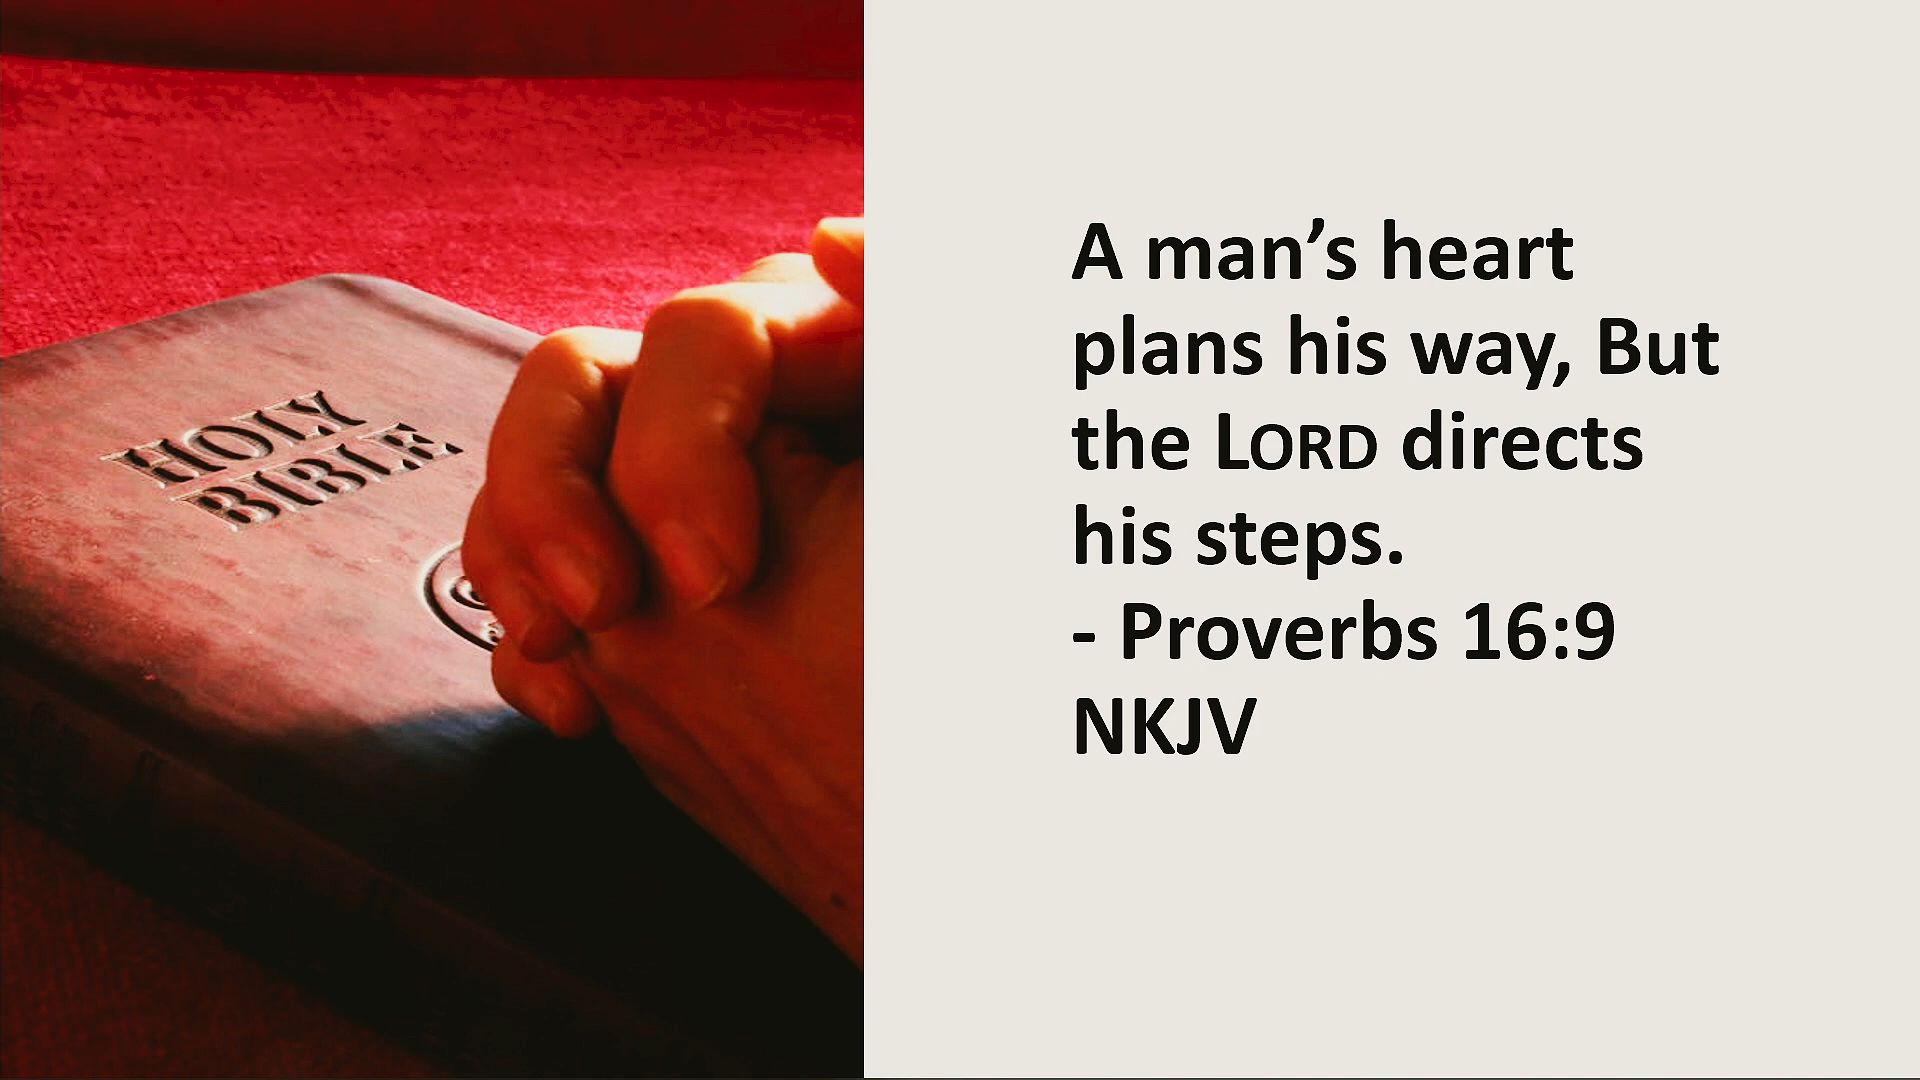 HOLY
BIBLE
A man’s heart
plans his way, But
the LORD directs
his steps.
- Proverbs 16:9
NKJV